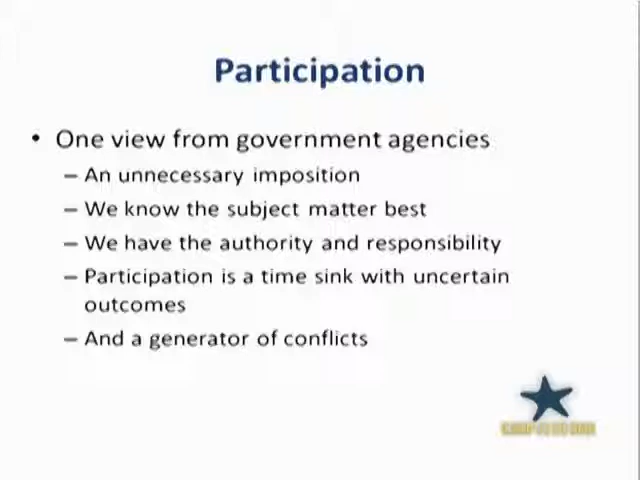 Participation
• One view from government agencies
– An unnecessary imposition
– We know the subject matter best
– We have the authority and responsibility
– Participation is a time sink with uncertain
outcomes
– And a generator of conflicts